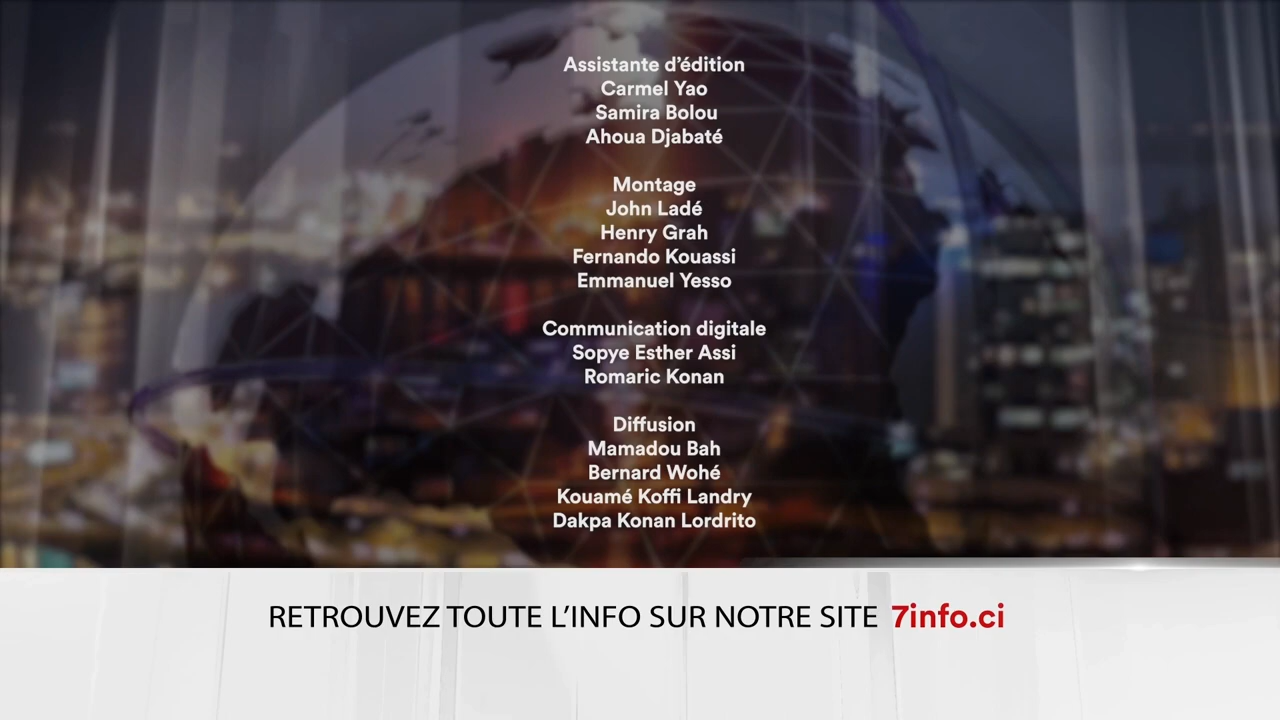 Assistante d’édition
Carmel Yao
Samira Bolou
Ahoua Djabaté
Montage
John Ladé
Henry Grah
Fernando Kouassi
Emmanuel Yesso
Communication digitale
Sopye Esther Assi
Romaric Konan
Diffusion
Mamadou Bah
Bernard Wohé
Kouamé Koffi Landry
Dakpa Konan Lordrito
RETROUVEZ TOUTE L’INFO SUR NOTRE SITE 7info.ci